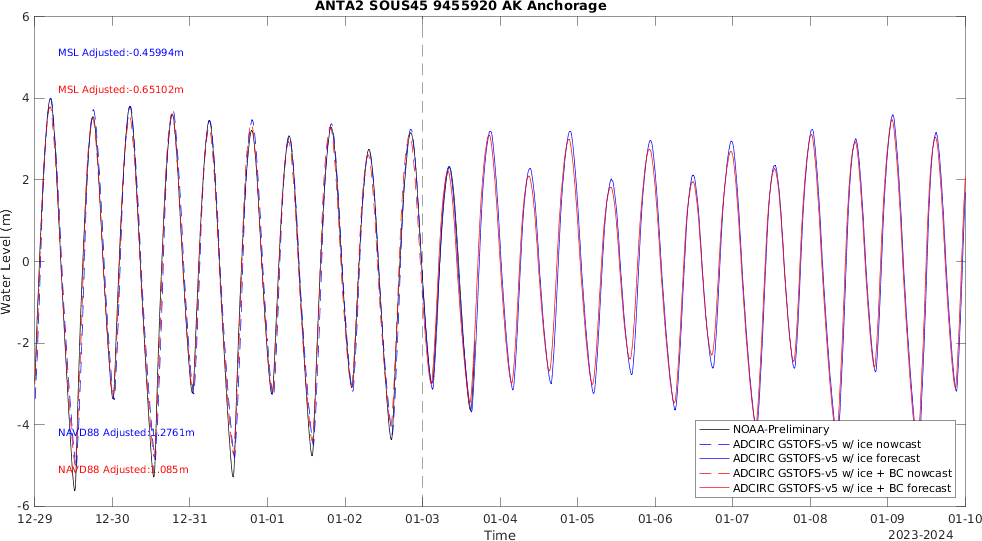 ANTA2 SOUS45 9455920 AK Anchorage
6
4
2
0
-2
-4
-6
Water Level (m)
MSL Adjusted:-0.45994m
MSL Adjusted:-0.65102m
NAVD88 Adjusted:1.2761m
NAVD88 Adjusted:1.085m
NOAA-Preliminary
ADCIRC GSTOFS-v5 w/ ice nowcast
ADCIRC GSTOFS-v5 w/ ice forecast
ADCIRC GSTOFS-v5 w/ ice + BC nowcast
ADCIRC GSTOFS-v5 w/ ice + BC forecast
12-29 12-30 12-31 01-01 01-02 01-03 01-04 01-05 01-06 01-07 01-08 01-09 01-10
Time
2023-2024